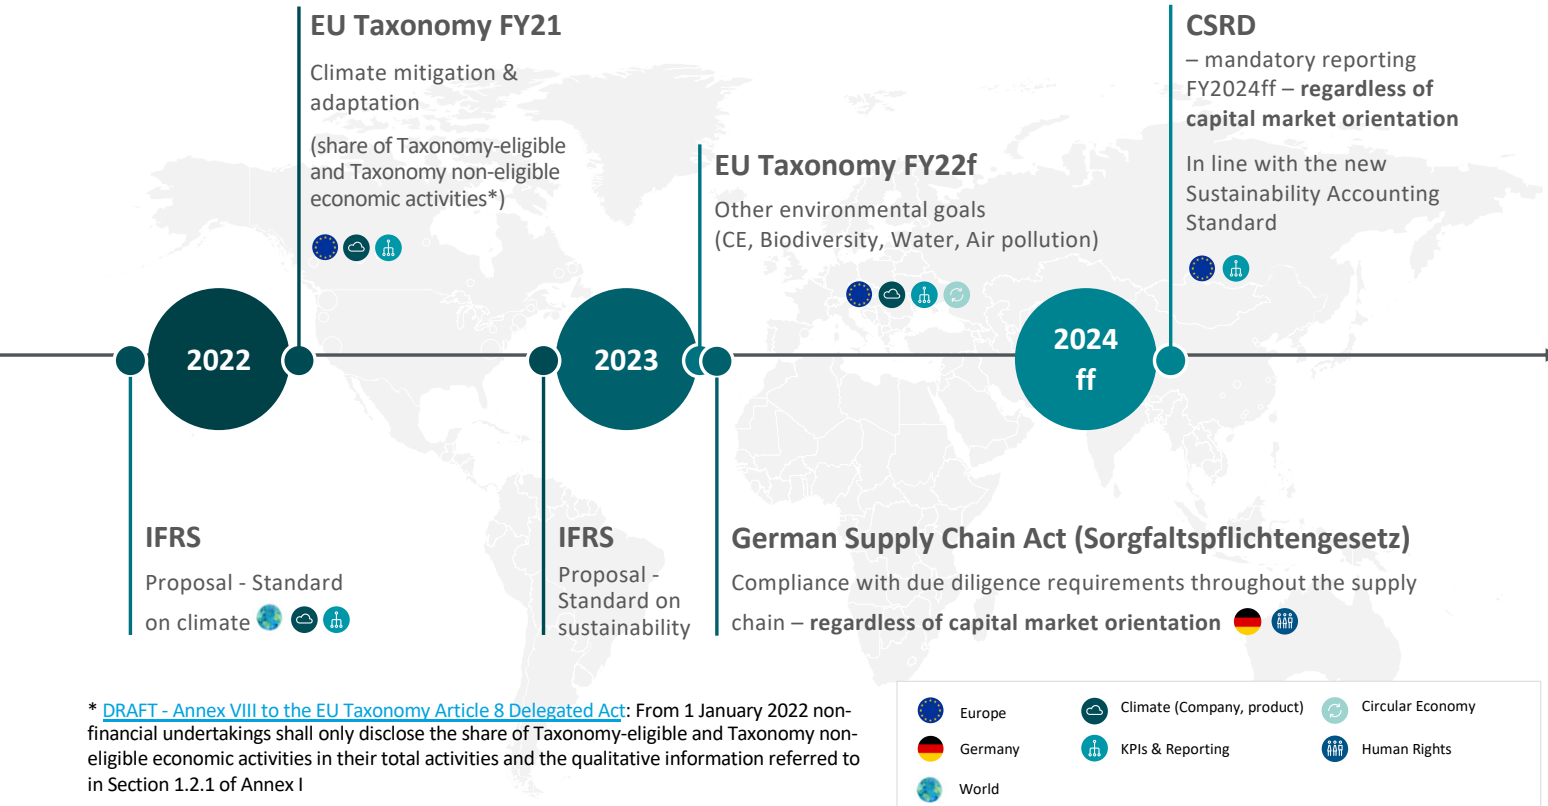 EU Taxonomy FY21
Climate mitigation &
adaptation
(share of Taxonomy-eligible
and Taxonomy non-eligible
economic activities*)
EU Taxonomy FY22f
Other environmental goals
(CE, Biodiversity, Water, Air pollution)
CSRD
– mandatory reporting
FY2024ff – regardless of
capital market orientation
In line with the new
Sustainability Accounting
Standard
2022
2023
2024
ff
IFRS
Proposal - Standard
on climate
IFRS
Proposal -
Standard on
sustainability
German Supply Chain Act (Sorgfaltspflichtengesetz)
Compliance with due diligence requirements throughout the supply
chain – regardless of capital market orientation
* DRAFT - Annex VIII to the EU Taxonomy Article 8 Delegated Act: From 1 January 2022 non-
financial undertakings shall only disclose the share of Taxonomy-eligible and Taxonomy non-
eligible economic activities in their total activities and the qualitative information referred to
in Section 1.2.1 of Annex I
Europe
Climate (Company, product)
Circular Economy
Germany
KPIs & Reporting
Human Rights
World